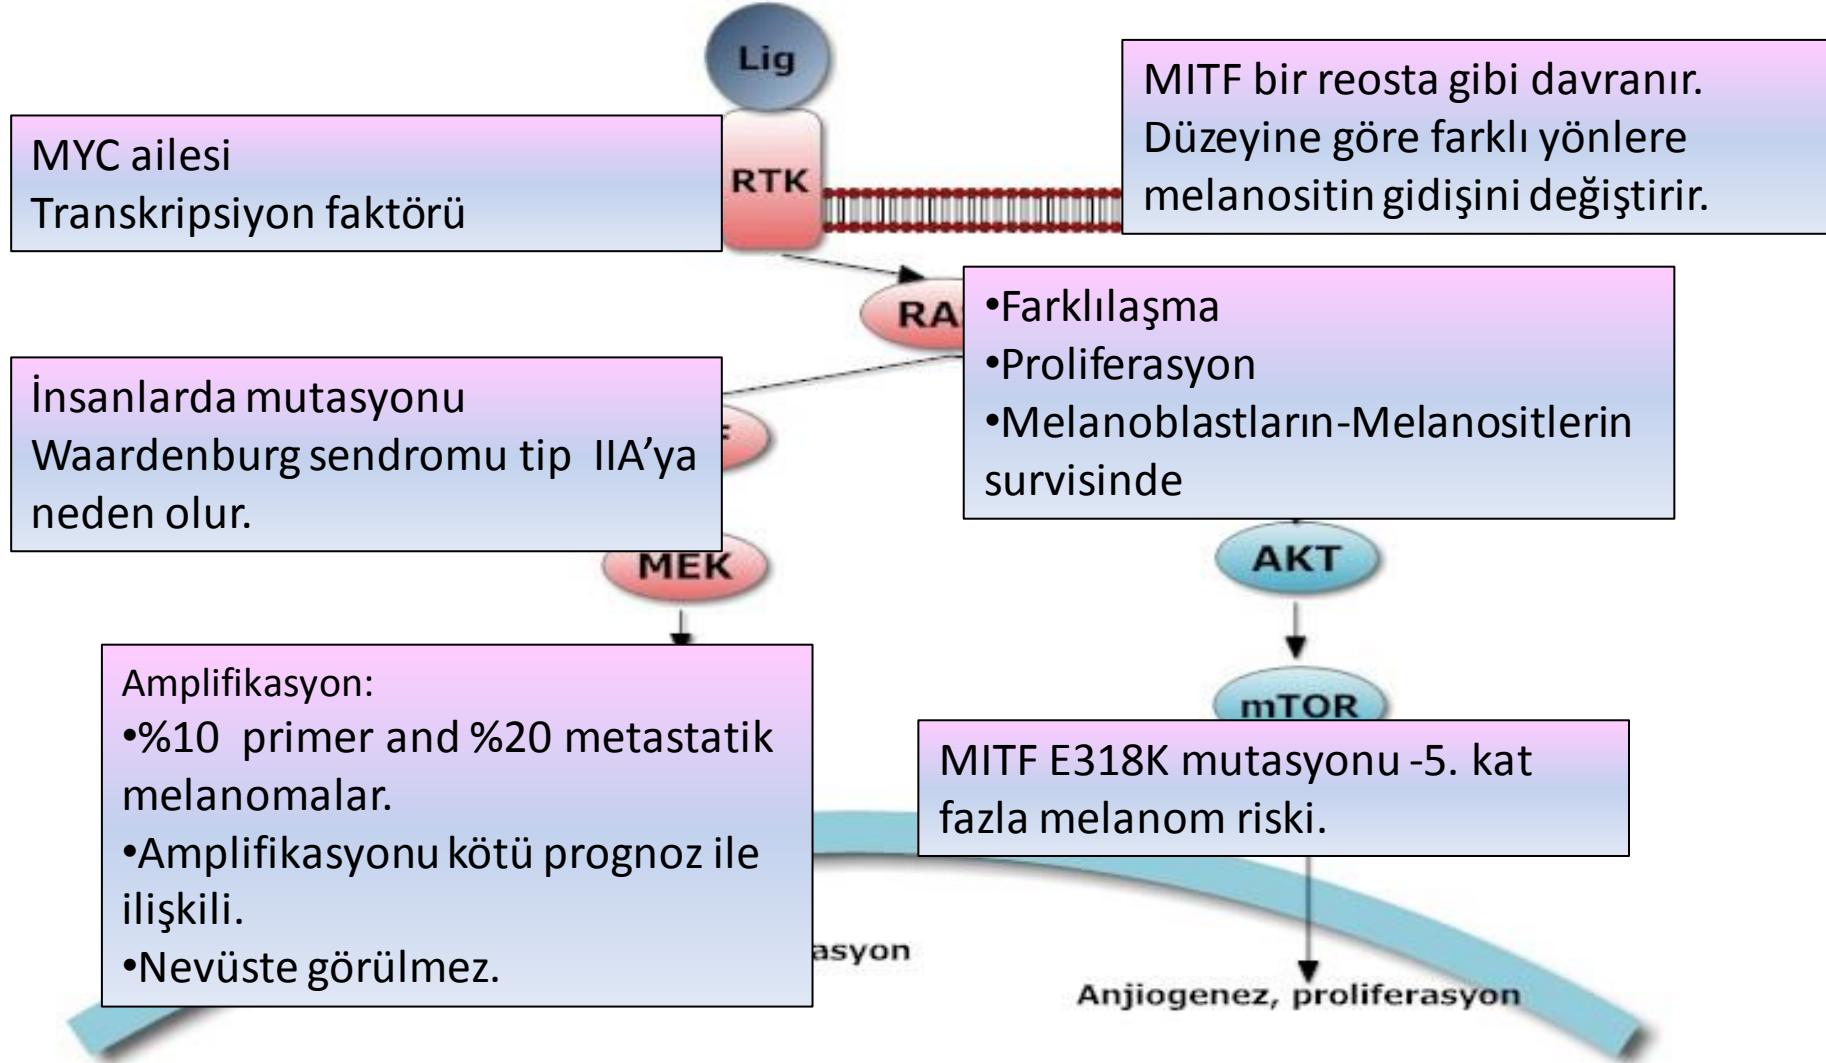 Lig
MYC ailesi
Transkripsiyon faktörü
RTK
MITF bir reosta gibi davranır.
Düzeyine göre farklı yönlere
melanositin gidişini değiştirir.
•Farklılaşma
•Proliferasyon
•Melanoblastların-Melanositlerin
survisinde
İnsanlarda mutasyonu
Waardenburg sendromu tip IIA’ya
neden olur.
MEK
AKT
mTOR
Amplifikasyon:
•%10 primer and %20 metastatik
melanomalar.
•Amplifikasyonu kötü prognoz ile
ilişkili.
•Nevüste görülmez.
MITF E318K mutasyonu -5. kat
fazla melanom riski.
asyon
Anjiogenez, proliferasyon